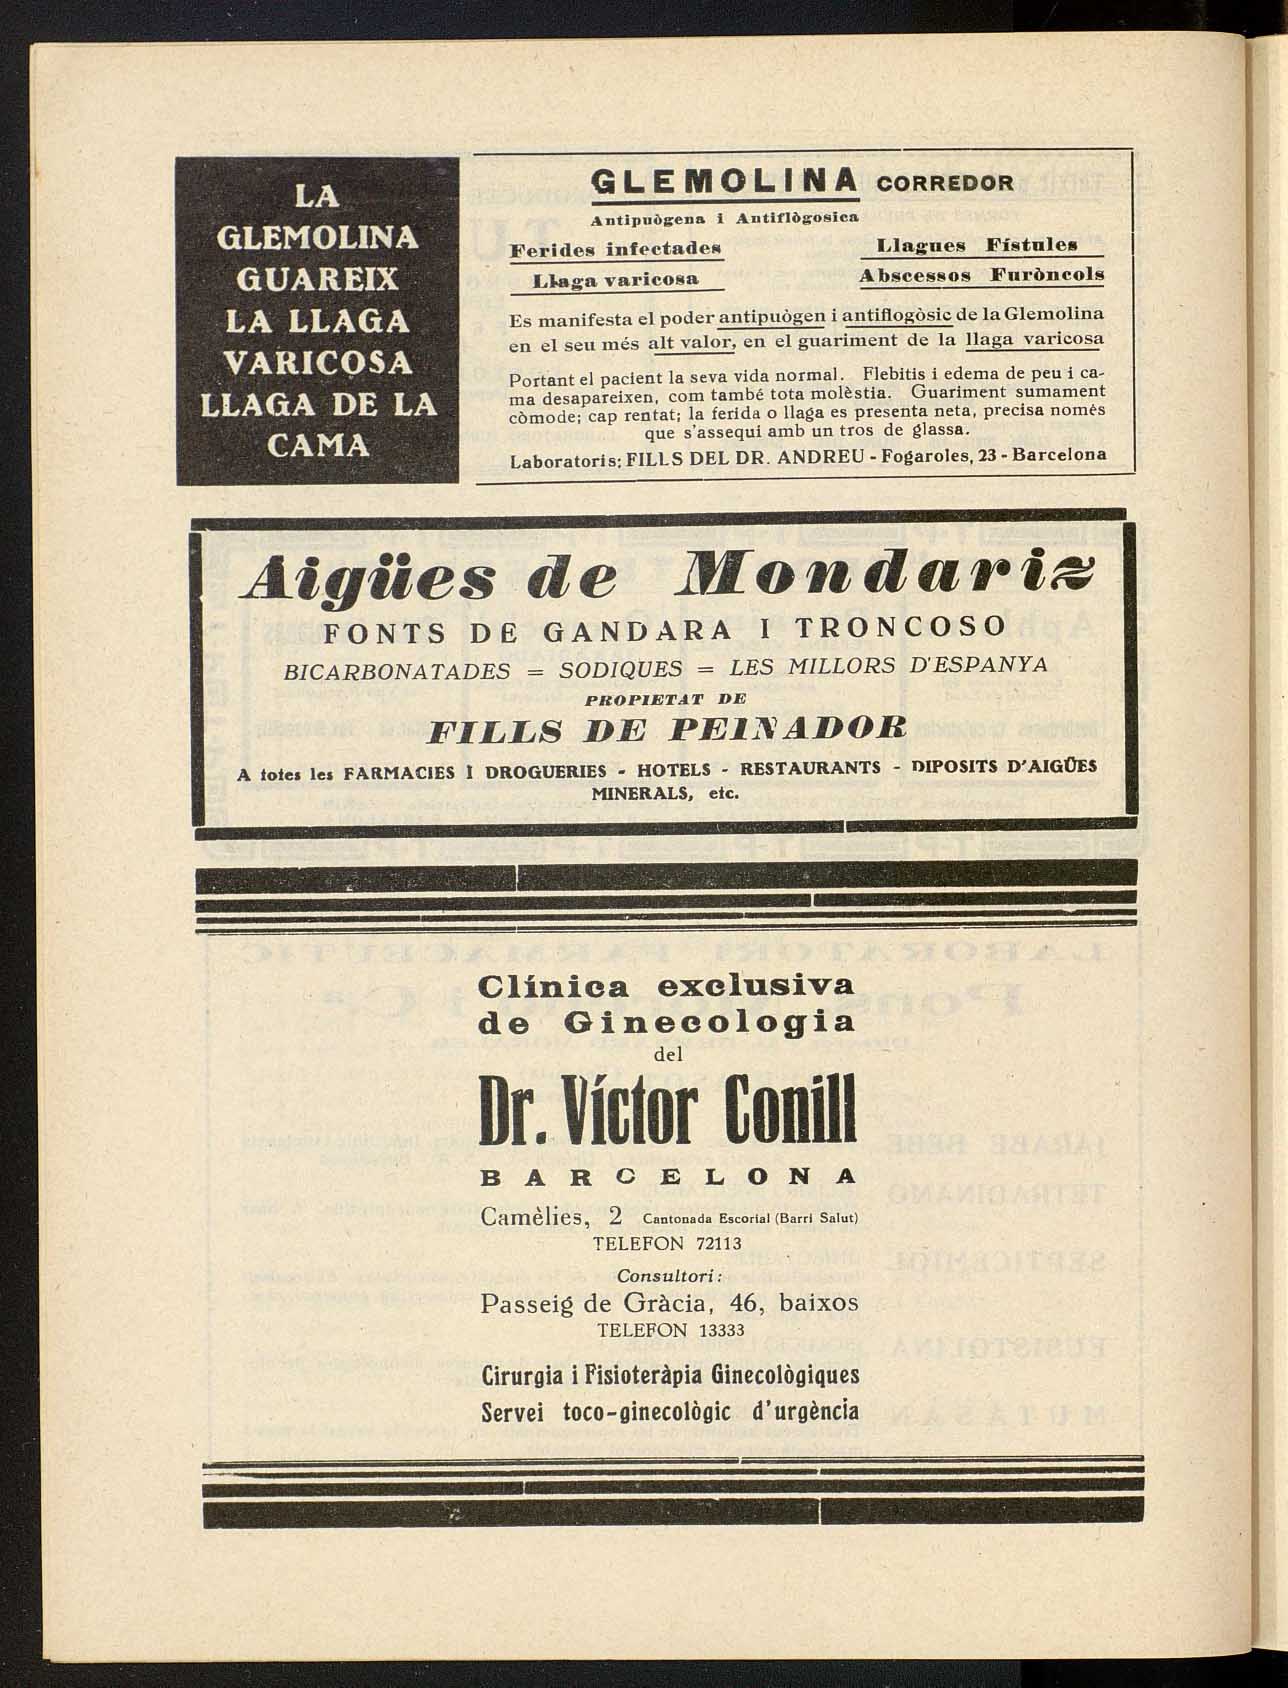 LA
GLEMOLINA
GUAREIX
LA LLAGA
VARICOSA
LLAGA DE LA
CAMA
GLEMOLINA CORREDOR
Antipuògena i Antiflògosica
Ferides infectades Llagues Fístules
Llaga varicosa Abscessos Furòncols
Es manifesta el poder antipuògen i antiflogòsic de la Glemolina
en el seu més alt valor, en el guariment de la llaga varicosa
Portant el pacient la seva vida normal. Flebitis i edema de peu i ca-
ma desapareixen, com també tota molèstia. Guariment sumament
còmode; cap rentat; la ferida o llaga es presenta neta, precisa només
que s'assequi amb un tros de glassa.
Laboratoris: FILLS DEL DR. ANDREU - Fogaroles, 23 - Barcelona
Aigües de Mondariz
FONTS DE GANDARA I TRONCOSO
BICARBONATADES = SODIQUES = LES MILLORS D'ESPANYA
PROPIETAT DE
FILLS DE PEINADOR
A totes les FARMACIES I DROGUERIES - HOTELS - RESTAURANTS - DIPOSITS D'AIGÜES
MINERALS, etc.
Clínica exclusiva
de Ginecologia
del
Dr. Víctor Conill
BARCELONA
Camèlies, 2 Cantonada Escorial (Barri Salut)
TELEFON 72113
Consultori:
Passeig de Gràcia, 46, baixos
TELEFON 13333
Cirurgia i Fisioteràpia Ginecològiques
Servei toco-ginecològic d'urgència